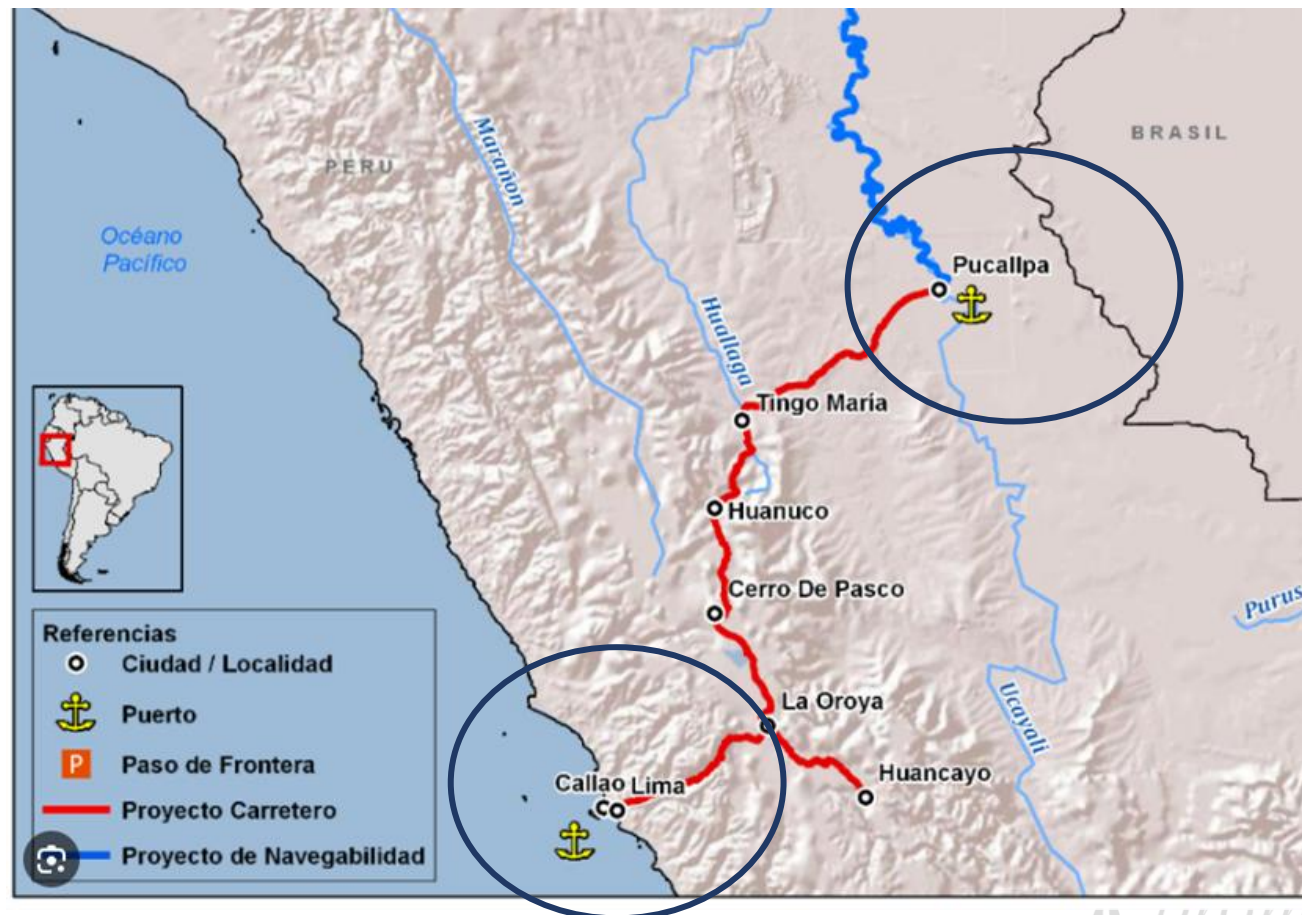 BRASIL
PERU
Marañon
Océano
Pacífico
Pucallpa
Huallaga
Tingo María
Huanuco
Cerro De Pasco
Purus
La Oroya
Ucayali
Callao Lima
Huancayo
Referencias
Ciudad / Localidad
Puerto
P
Paso de Frontera
Proyecto Carretero
Proyecto de Navegabilidad